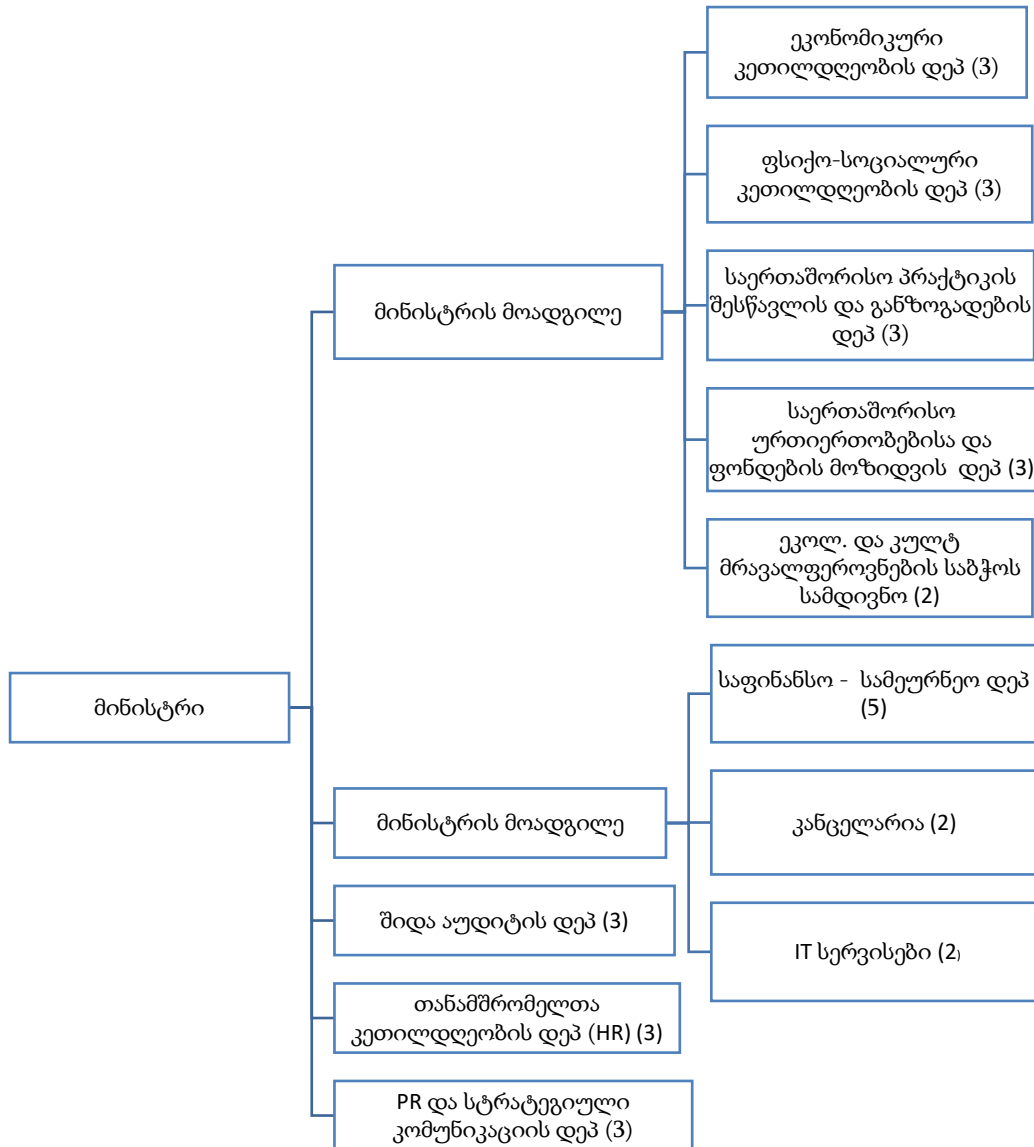 ეკონომიკური
კეთილდღეობის დეპ (3)
ფსიქო-სოციალური
კეთილდღეობის დეპ (3)
საერთაშორისო პრაქტიკის
შესწავლის და განზოგადების
დეპ (3)
მინისტრის მოადგილე
საერთაშორისო
ურთიერთობებისა და
ფონდების მოზიდვის დეპ (3)
ეკოლ. და კულტ
მრავალფეროვნების საბჭოს
სამდივნო (2)
მინისტრი
საფინანსო - სამეურნეო დეპ
(5)
მინისტრის მოადგილე
კანცელარია (2)
IT სერვისები (2)
შიდა აუდიტის დეპ (3)
თანამშრომელთა
კეთილდღეობის დეპ (HR) (3)
PR და სტრატეგიული
კომუნიკაციის დეპ (3)